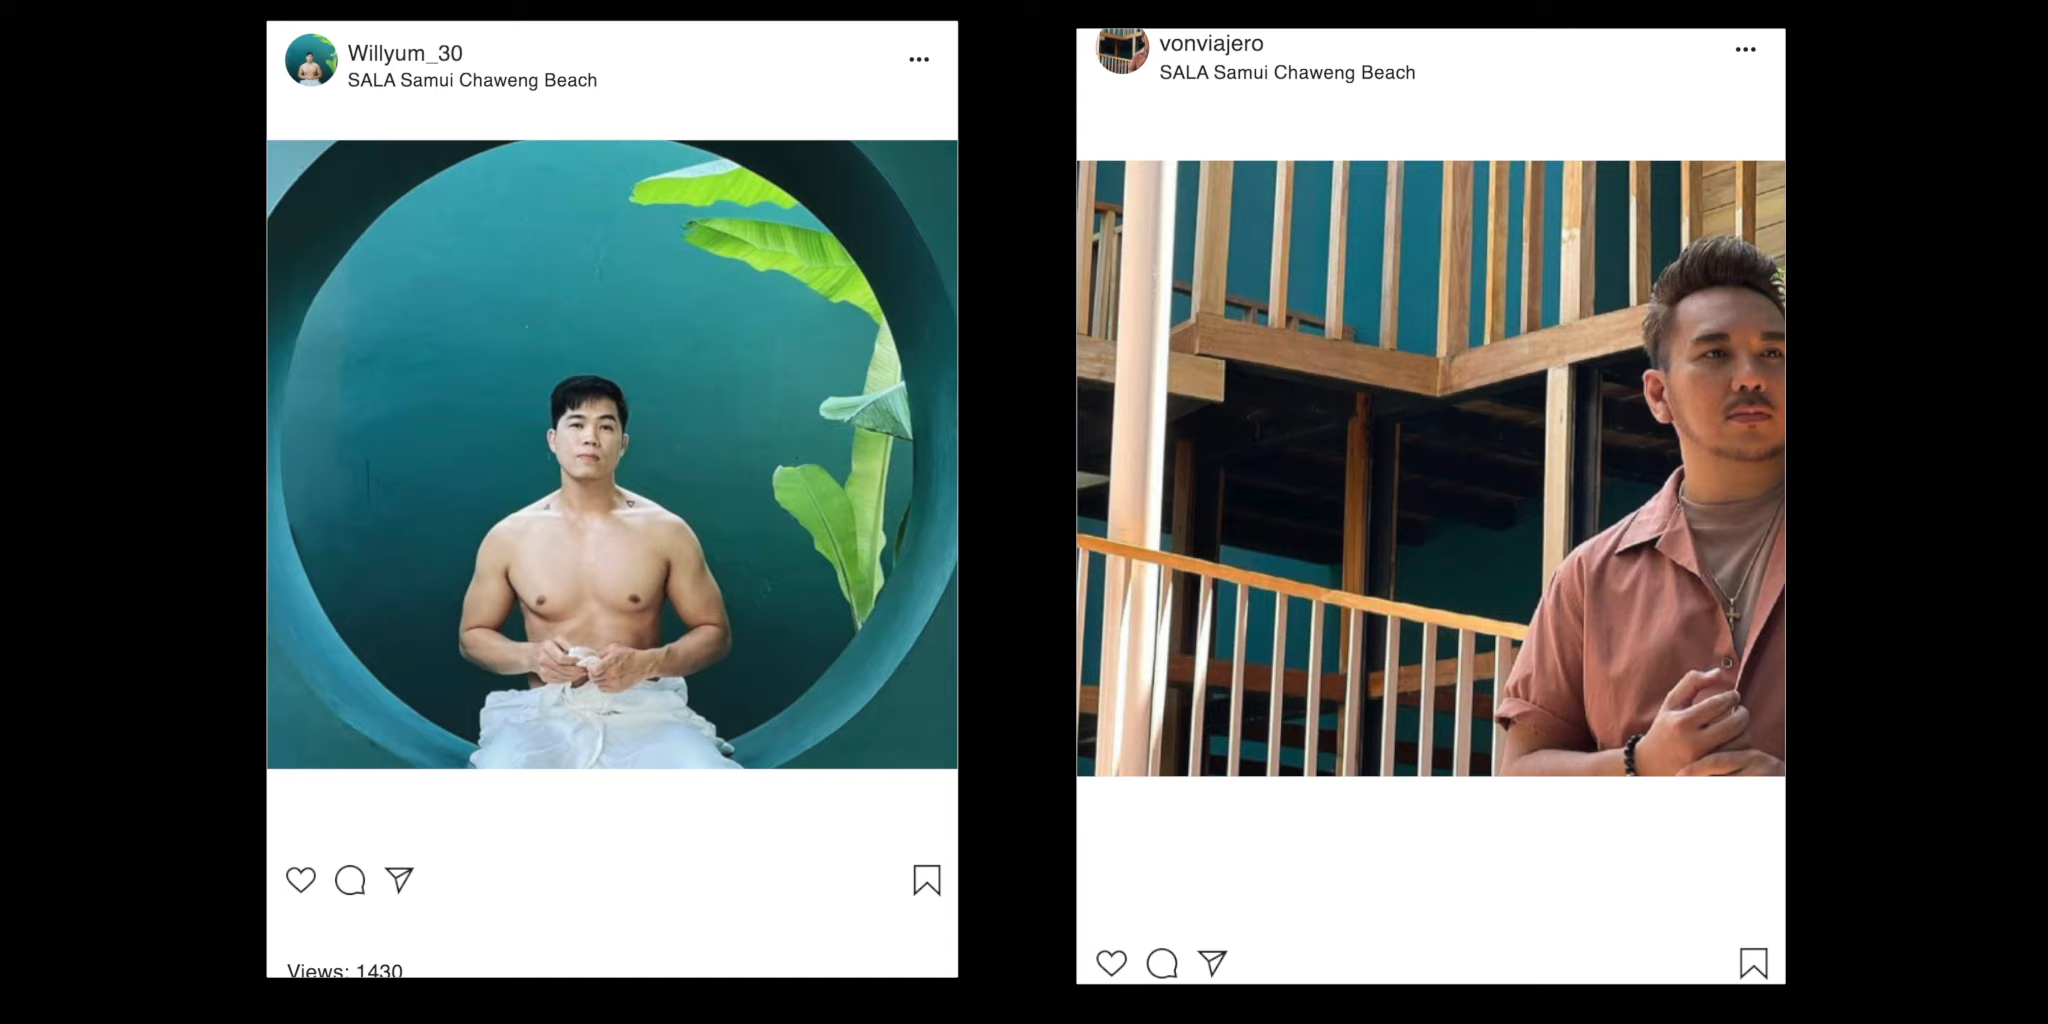 Willyum_30
SALA Samui Chaweng Beach
Views: 1430
vonviajero
SALA Samui Chaweng Beach